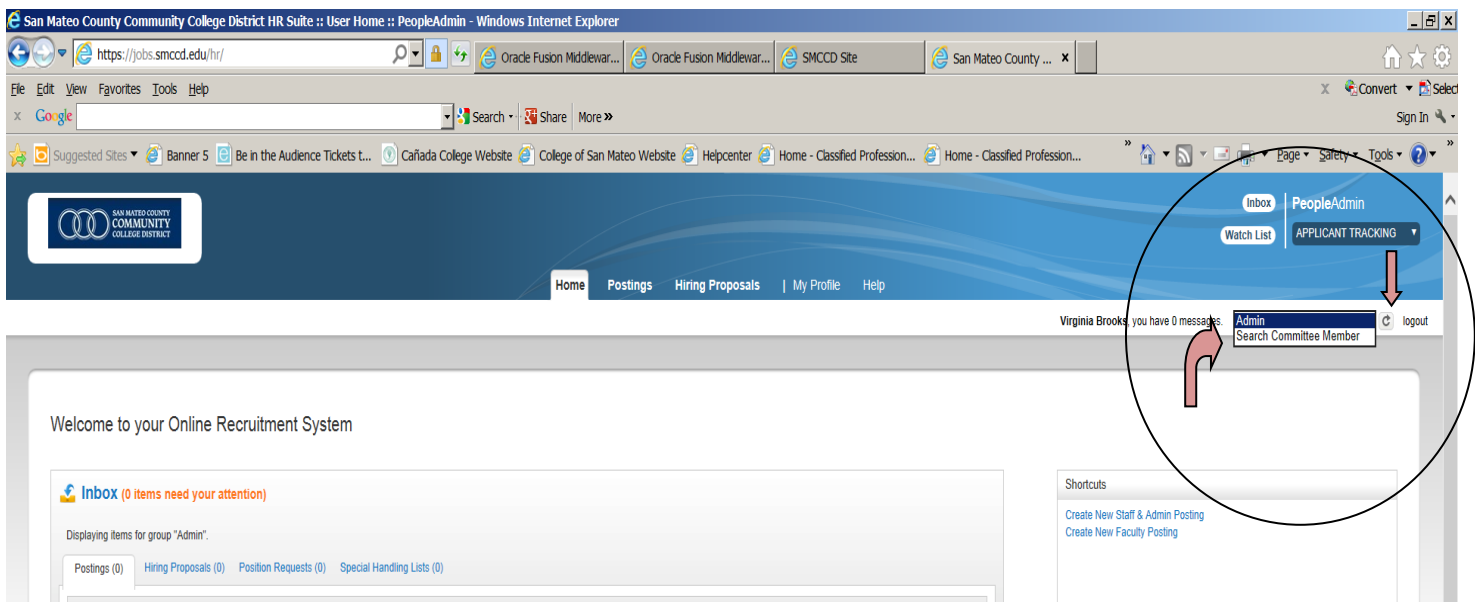 San Mateo County Community College District HR Suite :: User Home :: PeopleAdmin - Windows Internet Explorer
https://jobs.smccd.edu/hr/
Oracle Fusion Middlewar...
Oracle Fusion Middlewar...
SMCCD Site
San Mateo County ...
File Edit View Favorites Tools Help
Convert
Select
x Google
Search
Share
More »
Sign In
Suggested Sites
Banner 5
Be in the Audience Tickets t...
Cañada College Website
College of San Mateo Website
Helpcenter
Home - Classified Profession...
Home - Classified Profession...
Page
Safety
Tools
SAN MATEO COUNTY
COMMUNITY
COLLEGE DISTRICT
Inbox
PeopleAdmin
Watch List
APPLICANT TRACKING
Home Postings Hiring Proposals | My Profile Help
Virginia Brooks, you have 0 messages.
Admin
logout
Search Committee Member
Welcome to your Online Recruitment System
Inbox (0 items need your attention)
Displaying items for group "Admin".
Postings (0) Hiring Proposals (0) Position Requests (0) Special Handling Lists (0)
Shortcuts
Create New Staff & Admin Posting
Create New Faculty Posting